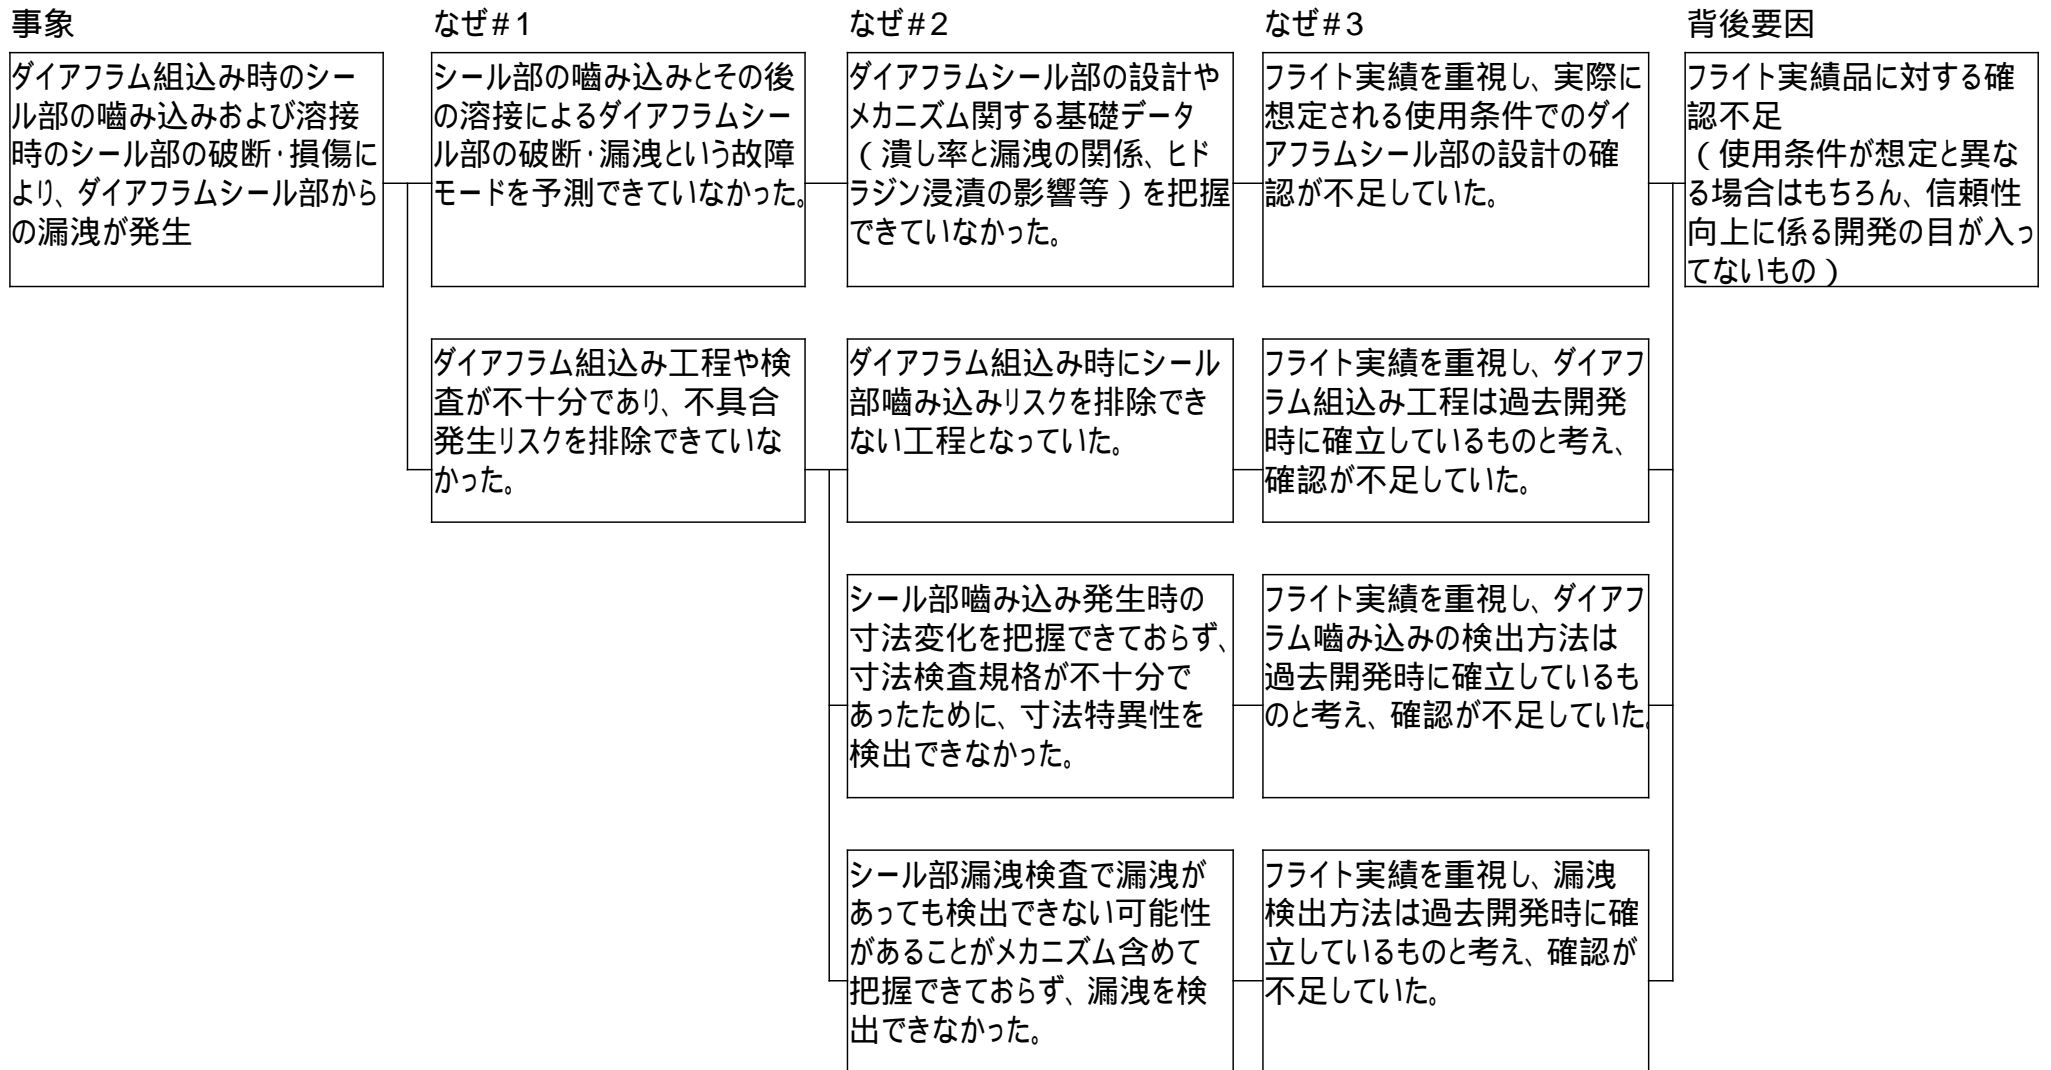 事象
なぜ#1
なぜ#2
なぜ#3
背後要因
ダイアフラム組込み時のシー
ル部の嚙み込みおよび溶接
時のシール部の破断・損傷に
より、ダイアフラムシール部から
の漏洩が発生
シール部の嚙み込みとその後
の溶接によるダイアフラムシー
ル部の破断・漏洩という故障
モードを予測できていなかった。
ダイアフラムシール部の設計や
メカニズム関する基礎データ
(潰し率と漏洩の関係、ヒド
ラジン浸漬の影響等)を把握
できていなかった。
フライト実績を重視し、実際に
想定される使用条件でのダイ
アフラムシール部の設計の確
認が不足していた。
フライト実績品に対する確
認不足
(使用条件が想定と異な
る場合はもちろん、信頼性
向上に係る開発の目が入っ
てないもの)
ダイアフラム組込み工程や検
査が不十分であり、不具合
発生リスクを排除できていな
かった。
ダイアフラム組込み時にシール
部嚙み込みリスクを排除でき
ない工程となっていた。
フライト実績を重視し、ダイアフ
ラム組込み工程は過去開発
時に確立しているものと考え、
確認が不足していた。
シール部嚙み込み発生時の
寸法変化を把握できておらず、
寸法検査規格が不十分で
あったために、寸法特異性を
検出できなかった。
フライト実績を重視し、ダイアフ
ラム嚙み込みの検出方法は
過去開発時に確立しているも
のと考え、確認が不足していた。
シール部漏洩検査で漏洩が
あっても検出できない可能性
があることがメカニズム含めて
把握できておらず、漏洩を検
出できなかった。
フライト実績を重視し、漏洩
検出方法は過去開発時に確
立しているものと考え、確認が
不足していた。